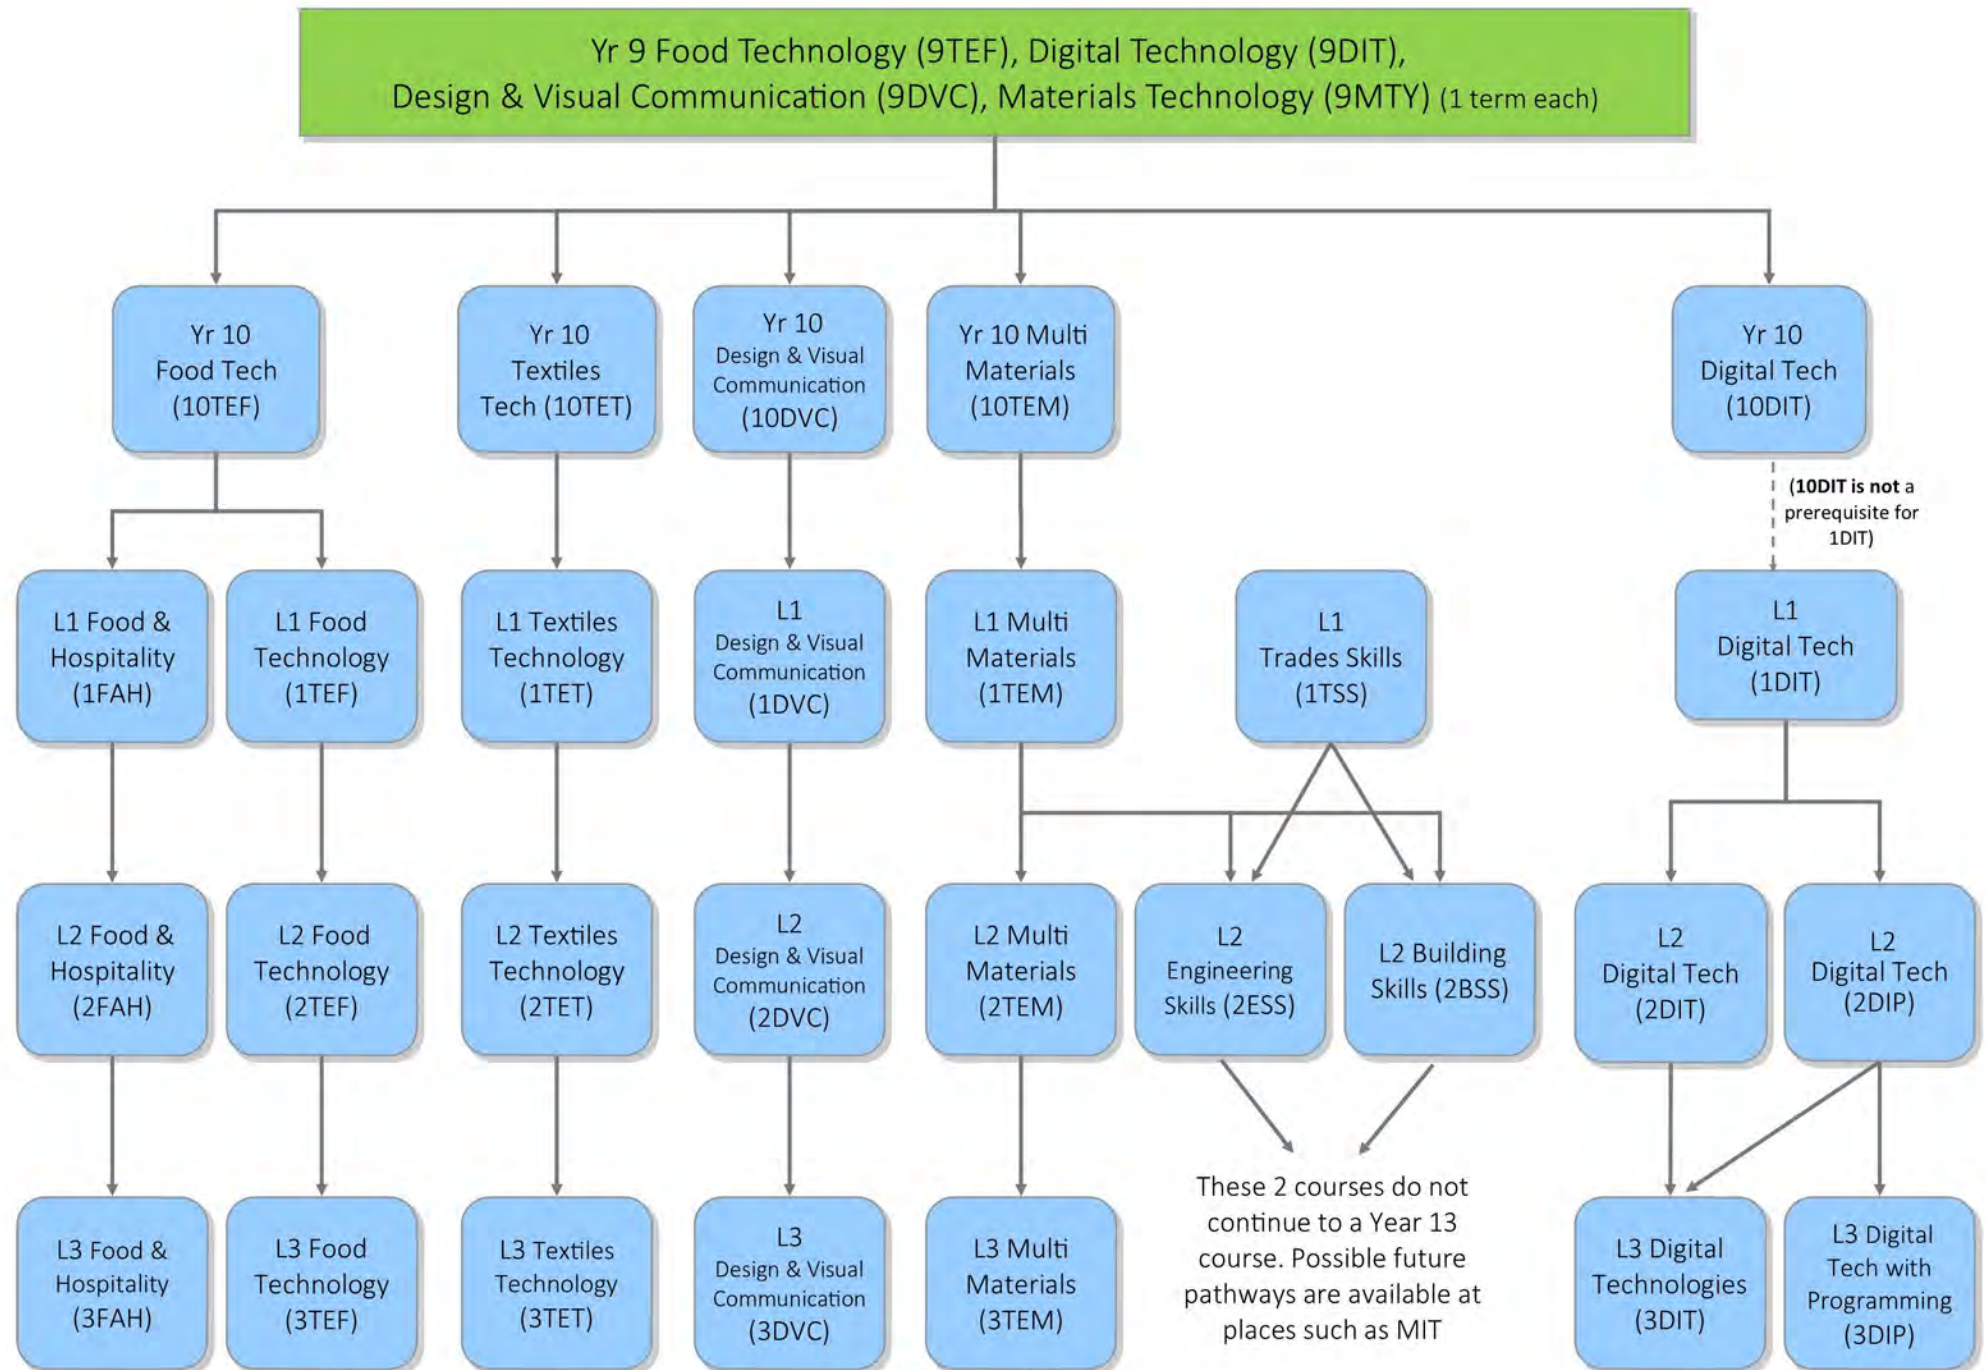 Yr 9 Food Technology (9TEF), Digital Technology (9DIT),
Design & Visual Communication (9DVC), Materials Technology (9MTY) (1 term each)
Yr 10
Food Tech
(10TEF)
Yr 10
Textiles
Tech (10TET)
Yr 10
Design & Visual
Communication
(10DVC)
Yr 10 Multi
Materials
(10TEM)
Yr 10
Digital Tech
(10DIT)
(10DIT is not a
prerequisite for
1DIT)
L1 Food &
Hospitality
(1FAH)
L1 Food
Technology
(1TEF)
L1 Textiles
Technology
(1TET)
L1
Design & Visual
Communication
(1DVC)
L1 Multi
Materials
(1TEM)
L1
Trades Skills
(1TSS)
L1
Digital Tech
(1DIT)
L2 Food &
Hospitality
(2FAH)
L2 Food
Technology
(2TEF)
L2 Textiles
Technology
(2TET)
L2
Design & Visual
Communication
(2DVC)
L2 Multi
Materials
(2TEM)
L2
Engineering
Skills (2ESS)
L2 Building
Skills (2BSS)
L2
Digital Tech
(2DIT)
L2
Digital Tech
(2DIP)
L3 Food &
Hospitality
(3FAH)
L3 Food
Technology
(3TEF)
L3 Textiles
Technology
(3TET)
L3
Design & Visual
Communication
(3DVC)
L3 Multi
Materials
(3TEM)
These 2 courses do not
continue to a Year 13
course. Possible future
pathways are available at
places such as MIT
L3 Digital
Technologies
(3DIT)
L3 Digital
Tech with
Programming
(3DIP)